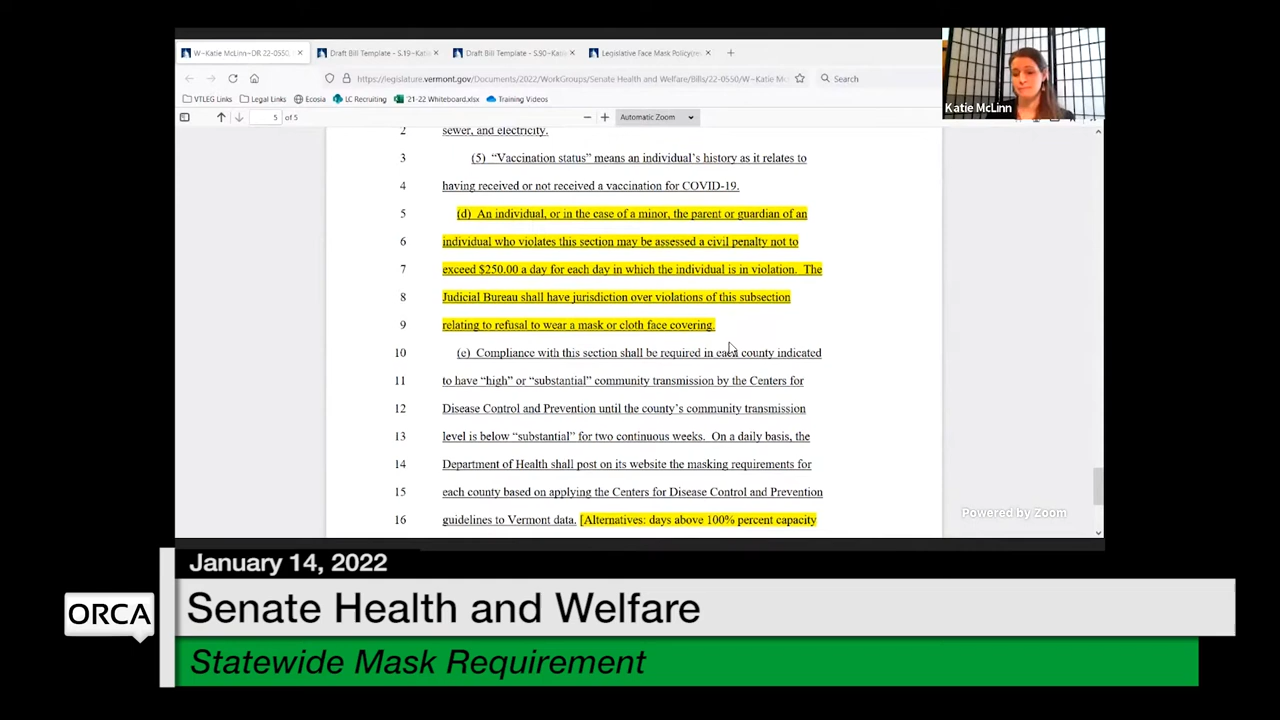 W~Katie McLinn~DR 22-0550,
Draft Bill Template - S.19~Katie
Draft Bill Template - S.90~Katie
Legislative Face Mask Policy(re
https://legislature.vermont.gov/Documents/2022/WorkGroups/Senate Health and Welfare/Bills/22-0550/W~Katie Mc
Search
VTLEG Links
Legal Links
Ecosia
LC Recruiting
'21-22 Whiteboard.xlsx
Training Videos
Katie McLinn
5 of 5
Automatic Zoom
2 sewer, and electricity.
3 (5) “Vaccination status” means an individual’s history as it relates to
4 having received or not received a vaccination for COVID-19.
5 (d) An individual, or in the case of a minor, the parent or guardian of an
6 individual who violates this section may be assessed a civil penalty not to
7 exceed $250.00 a day for each day in which the individual is in violation. The
8 Judicial Bureau shall have jurisdiction over violations of this subsection
9 relating to refusal to wear a mask or cloth face covering.
10 (e) Compliance with this section shall be required in each county indicated
11 to have “high” or “substantial” community transmission by the Centers for
12 Disease Control and Prevention until the county’s community transmission
13 level is below “substantial” for two continuous weeks. On a daily basis, the
14 Department of Health shall post on its website the masking requirements for
15 each county based on applying the Centers for Disease Control and Prevention
16 guidelines to Vermont data. [Alternatives: days above 100% percent capacity
Powered by Zoom
January 14, 2022
ORCA
Senate Health and Welfare
Statewide Mask Requirement